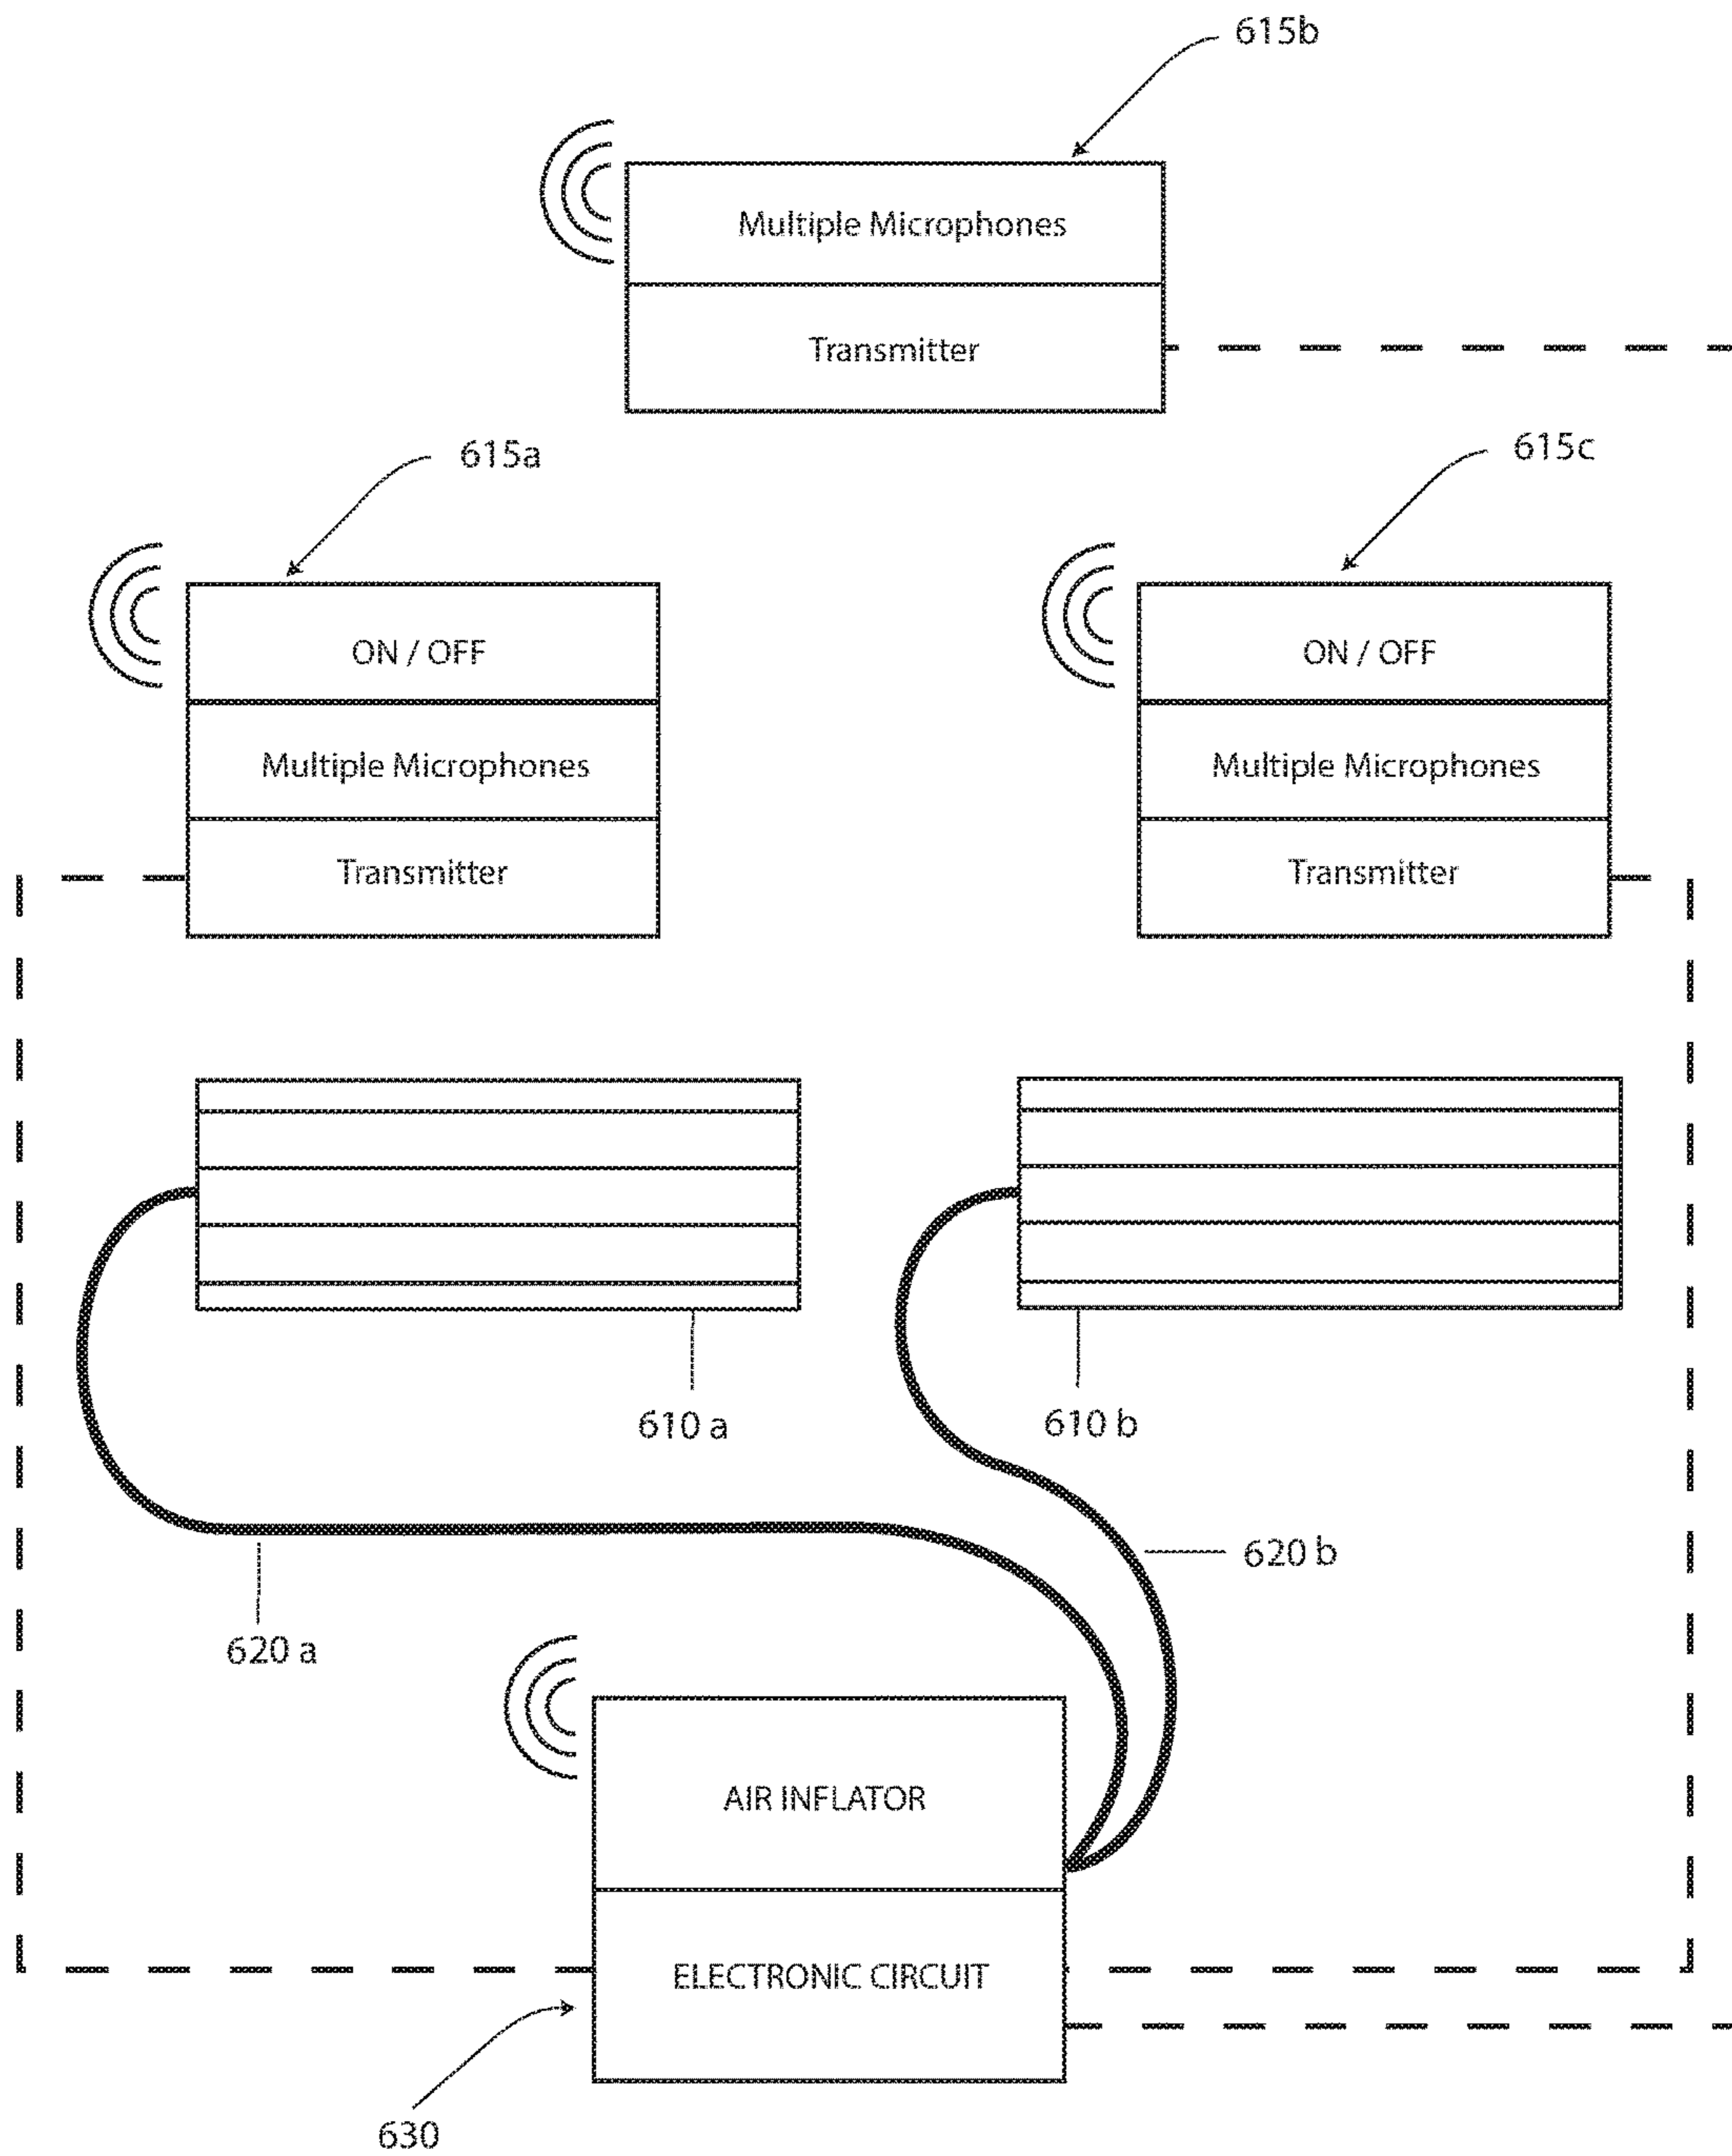 615b
Multiple Microphones
Transmitter
615a
615c
ON / OFF
ON / OFF
Multiple Microphones
Multiple Microphones
Transmitter
Transmitter
610 a
610 b
620 b
620 a
AIR INFLATOR
ELECTRONIC CIRCUIT
630